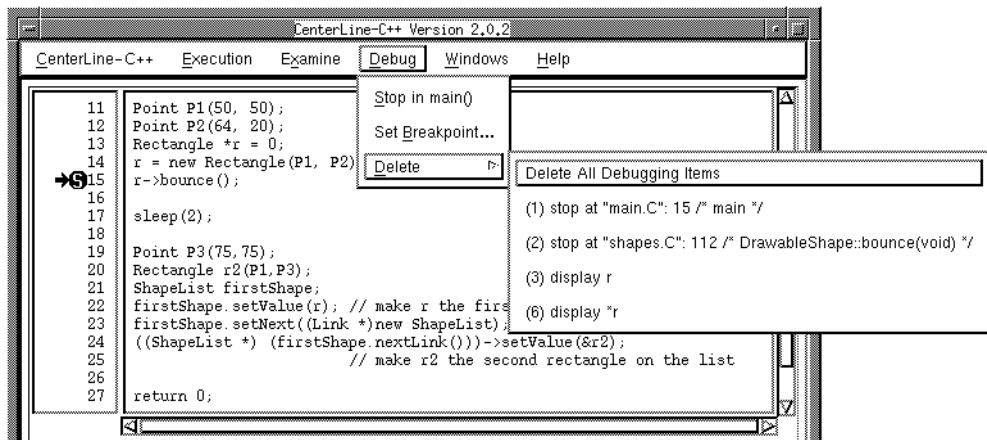 CenterLine-C++ Version 2.0.2
CenterLine-C++ Execution Examine Debug Windows Help
Stop in main()
Set Breakpoint...
Delete
Delete All Debugging Items
(1) stop at "main.C": 15 /* main */
(2) stop at "shapes.C": 112 /* DrawableShape::bounce(void) */
(3) display r
(6) display *r
11 Point P1(50, 50);
12 Point P2(64, 20);
13 Rectangle *r = 0;
14 r = new Rectangle(P1, P2)
S 15 r->bounce();
16
17 sleep(2);
18
19 Point P3(75,75);
20 Rectangle r2(P1,P3);
21 ShapeList firstShape;
22 firstShape.setValue(r); // make r the firs
23 firstShape.setNext((Link *)new ShapeList);
24 ((ShapeList *) (firstShape.nextLink()))->setValue(&r2);
25 // make r2 the second rectangle on the list
26
27 return 0;